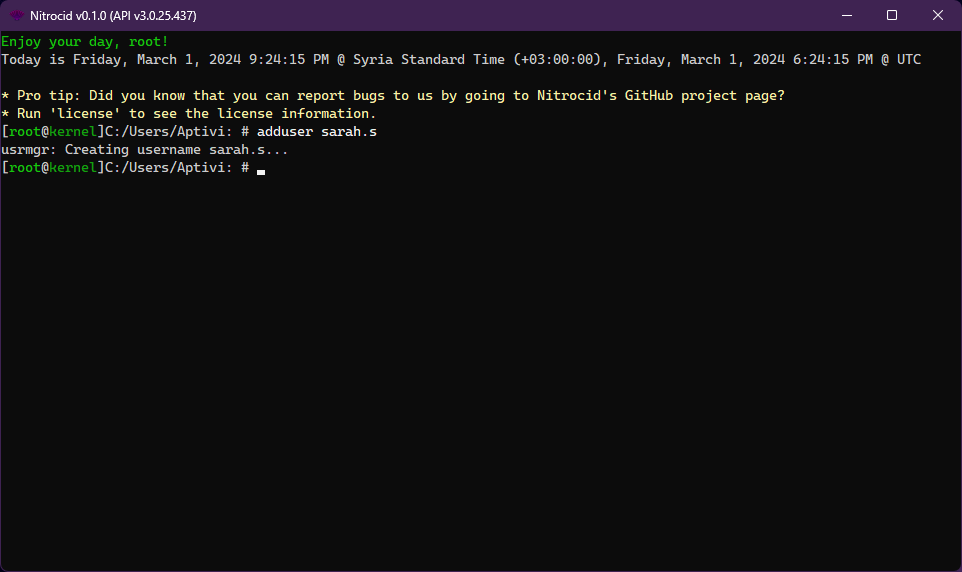 Nitrocid v0.1.0 (API v3.0.25.437)
Enjoy your day, root!
Today is Friday, March 1, 2024 9:24:15 PM @ Syria Standard Time (+03:00:00), Friday, March 1, 2024 6:24:15 PM @ UTC
* Pro tip: Did you know that you can report bugs to us by going to Nitrocid's GitHub project page?
* Run 'license' to see the license information.
[root@kernel]C:/Users/Aptivi: # adduser sarah.s
usrmgr: Creating username sarah.s...
[root@kernel]C:/Users/Aptivi: #